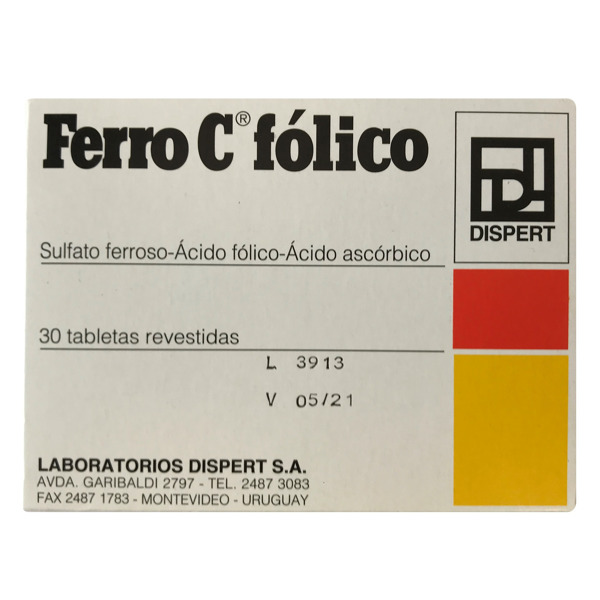 Ferro C® fólico
DISPERT
Sulfato ferroso-Ácido fólico-Ácido ascórbico
30 tabletas revestidas
L 3913
V 05/21
LABORATORIOS DISPERT S.A.
AVDA. GARIBALDI 2797 - TEL. 2487 3083
FAX 2487 1783 - MONTEVIDEO - URUGUAY